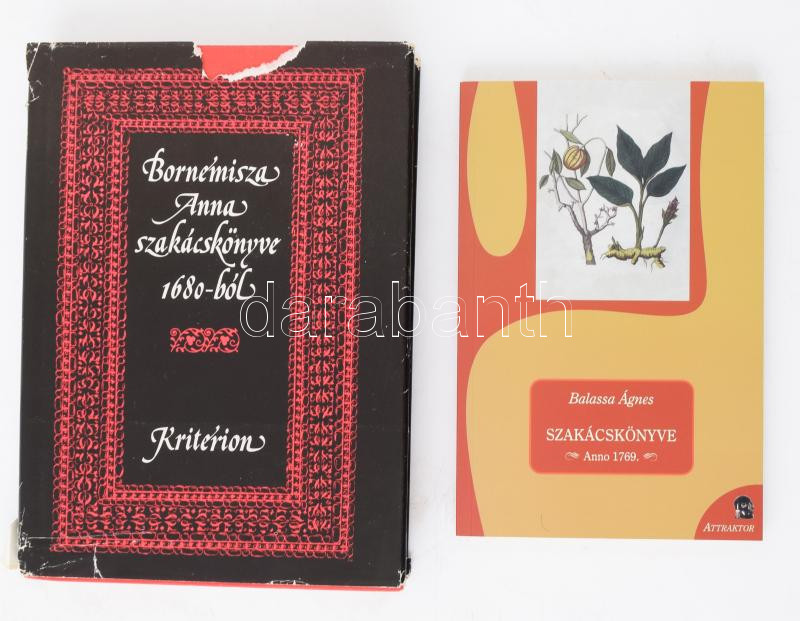 Bornemisza
Anna
szakácskönyve
1680-ból
Kriterion
darabanth
Balassa Ágnes
SZAKÁCSKÖNYVE
Anno 1769.
ATTRAKTOR